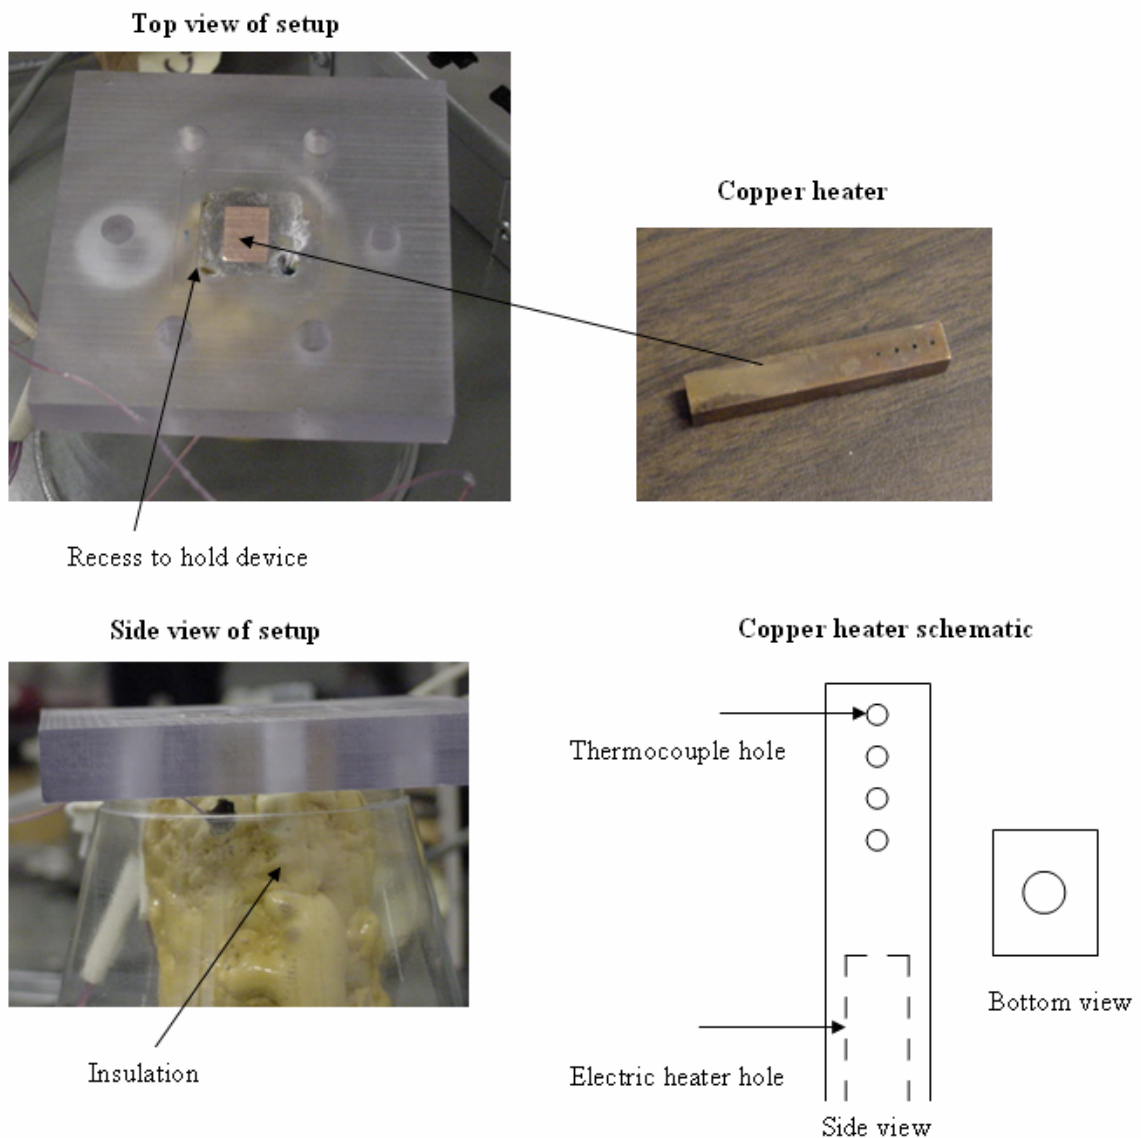 Top view of setup
Copper heater
Recess to hold device
Side view of setup
Copper heater schematic
Thermocouple hole
Bottom view
Insulation
Electric heater hole
Side view